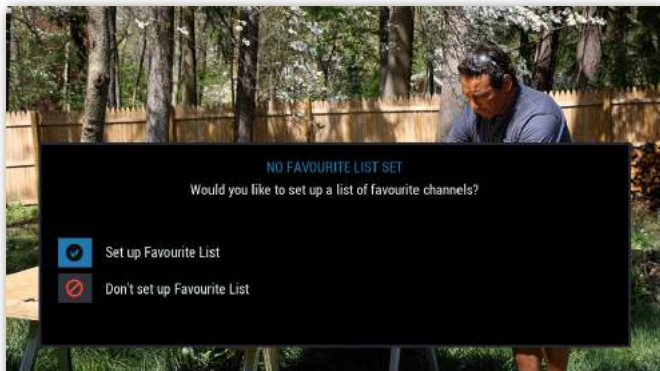 NO FAVOURITE LIST SET
Would you like to set up a list of favourite channels?
Set up Favourite List
Don't set up Favourite List